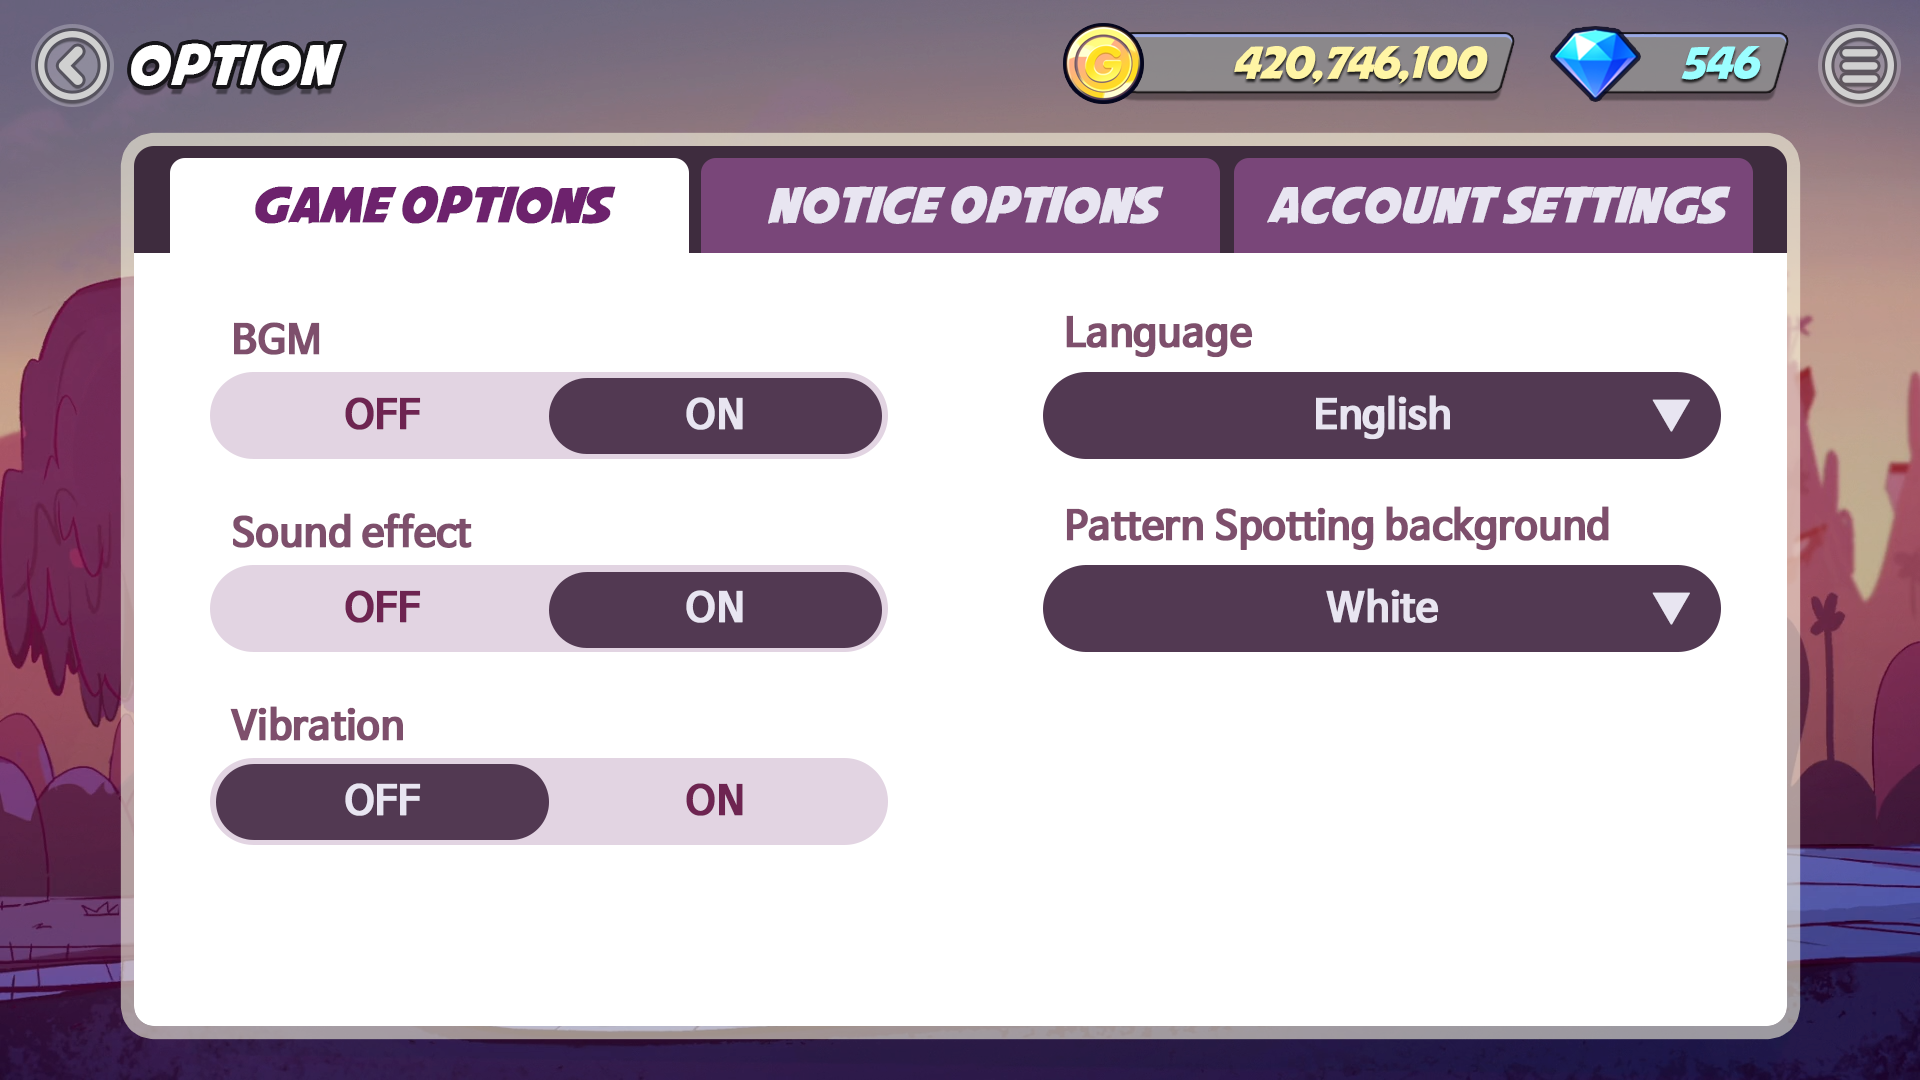 OPTION
G
420,746,100
546
GAME OPTIONS
NOTICE OPTIONS
ACCOUNT SETTINGS
BGM
OFF
ON
Language
English
Sound effect
OFF
ON
Pattern Spotting background
White
Vibration
OFF
ON